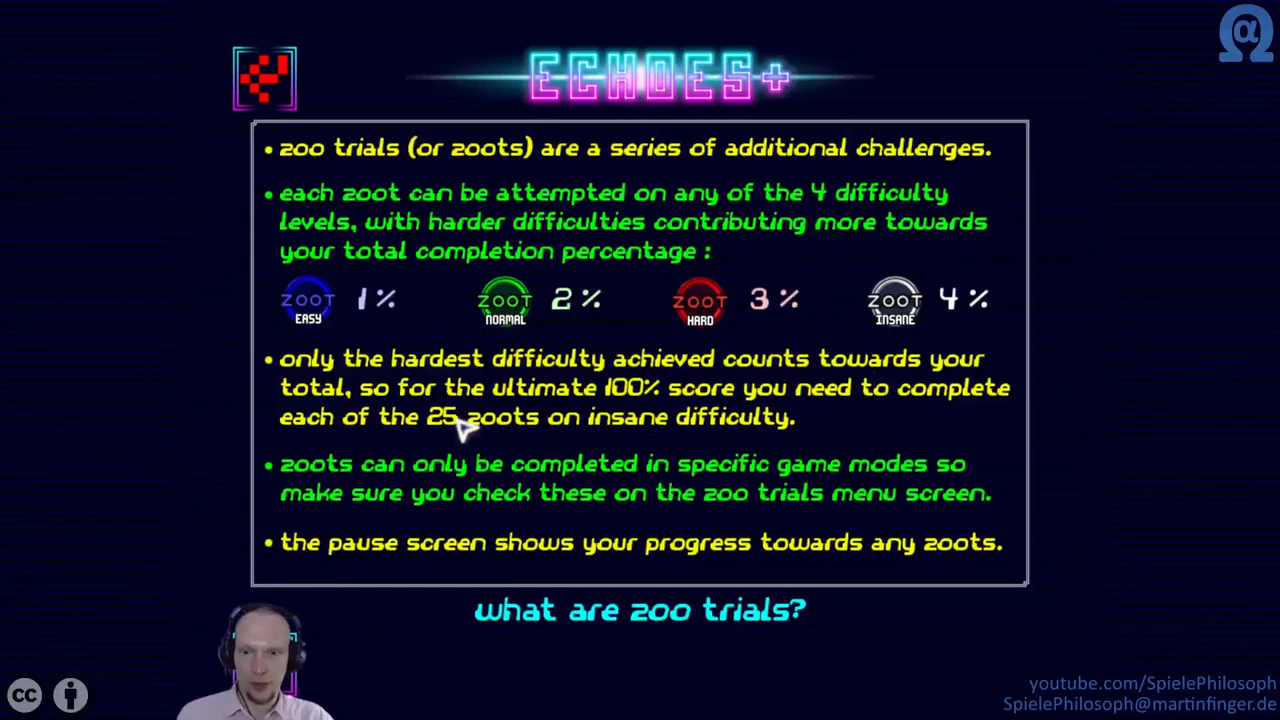 ECHOES+
• zoo trials (or zoots) are a series of additional challenges.
• each zoot can be attempted on any of the 4 difficulty
levels, with harder difficulties contributing more towards
your total completion percentage :
ZOOT EASY 1% ZOOT NORMAL 2% ZOOT HARD 3% ZOOT INSANE 4%
• only the hardest difficulty achieved counts towards your
total, so for the ultimate 100% score you need to complete
each of the 25 zoots on insane difficulty.
• zoots can only be completed in specific game modes so
make sure you check these on the zoo trials menu screen.
• the pause screen shows your progress towards any zoots.
what are zoo trials?
cc
youtube.com/SpielePhilosoph
SpielePhilosoph@martinfinger.de
α
Ω